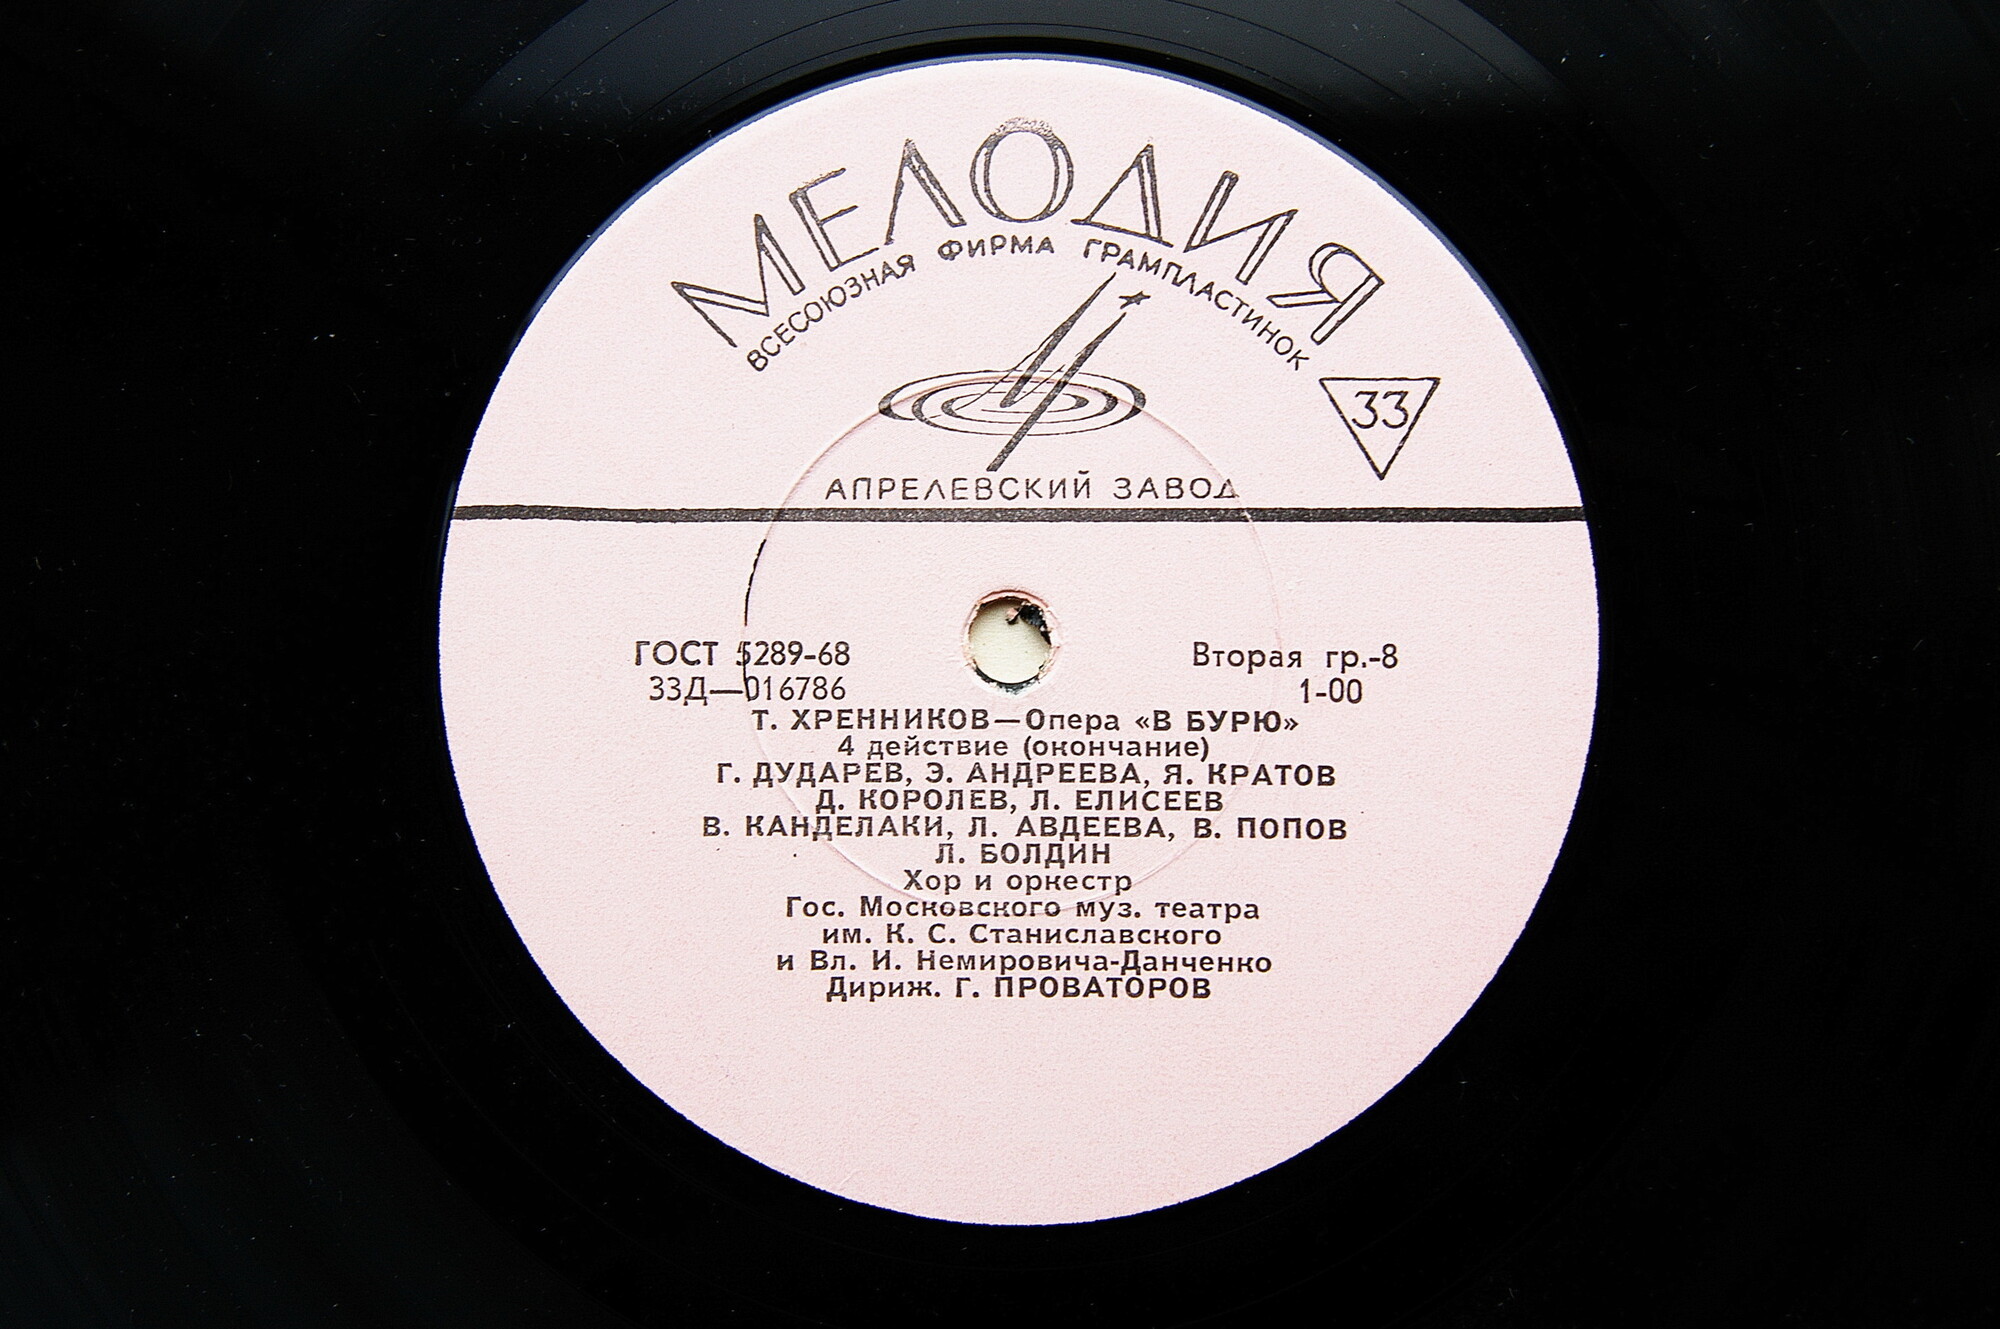 МЕЛОДИЯ
ВСЕСОЮЗНАЯ ФИРМА ГРАМПЛАСТИНОК
33
АПРЕЛЕВСКИЙ ЗАВОД
ГОСТ 5289-68 Вторая гр.-8
33Д—016786 1-00
Т. ХРЕННИКОВ—Опера «В БУРЮ»
4 действие (окончание)
Г. ДУДАРЕВ, Э. АНДРЕЕВА, Я. КРАТОВ
Д. КОРОЛЕВ, Л. ЕЛИСЕЕВ
В. КАНДЕЛАКИ, Л. АВДЕЕВА, В. ПОПОВ
Л. БОЛДИН
Хор и оркестр
Гос. Московского муз. театра
им. К. С. Станиславского
и Вл. И. Немировича-Данченко
Дириж. Г. ПРОВАТОРОВ